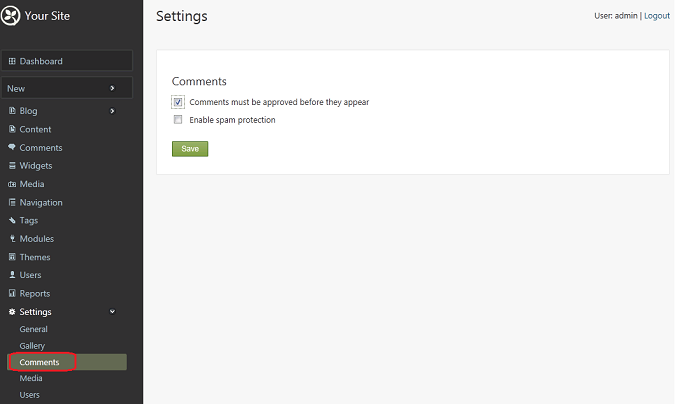 Your Site
Dashboard
New
Blog
Content
Comments
Widgets
Media
Navigation
Tags
Modules
Themes
Users
Reports
Settings
General
Gallery
Comments
Media
Users
Settings
User: admin | Logout
Comments
Comments must be approved before they appear
Enable spam protection
Save